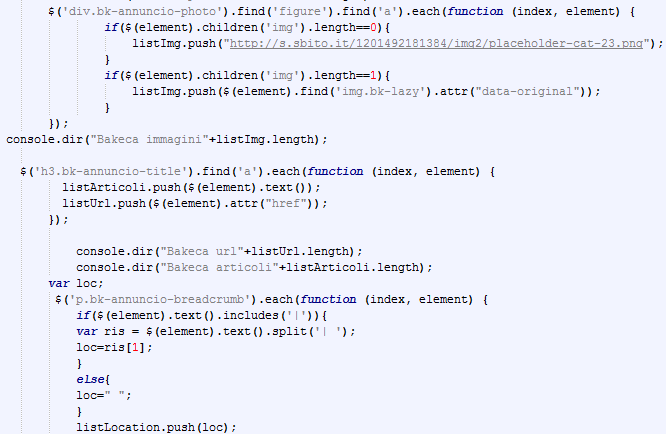 $('div.bk-annuncio-photo').find('figure').find('a').each(function (index, element) {
if($(element).children('img').length==0){
listImg.push("http://s.sbito.it/1201492181384/img2/placeholder-cat-23.png");
}
if($(element).children('img').length==1){
listImg.push($(element).find('img.bk-lazy').attr("data-original"));
}
});
console.dir("Bakeca immagini"+listImg.length);
$('h3.bk-annuncio-title').find('a').each(function (index, element) {
listArticoli.push($(element).text());
listUrl.push($(element).attr("href"));
});
console.dir("Bakeca url"+listUrl.length);
console.dir("Bakeca articoli"+listArticoli.length);
var loc;
$('p.bk-annuncio-breadcrumb').each(function (index, element) {
if($(element).text().includes('|')){
var ris = $(element).text().split('| ');
loc=ris[1];
}
else{
loc=" ";
}
listLocation.push(loc);